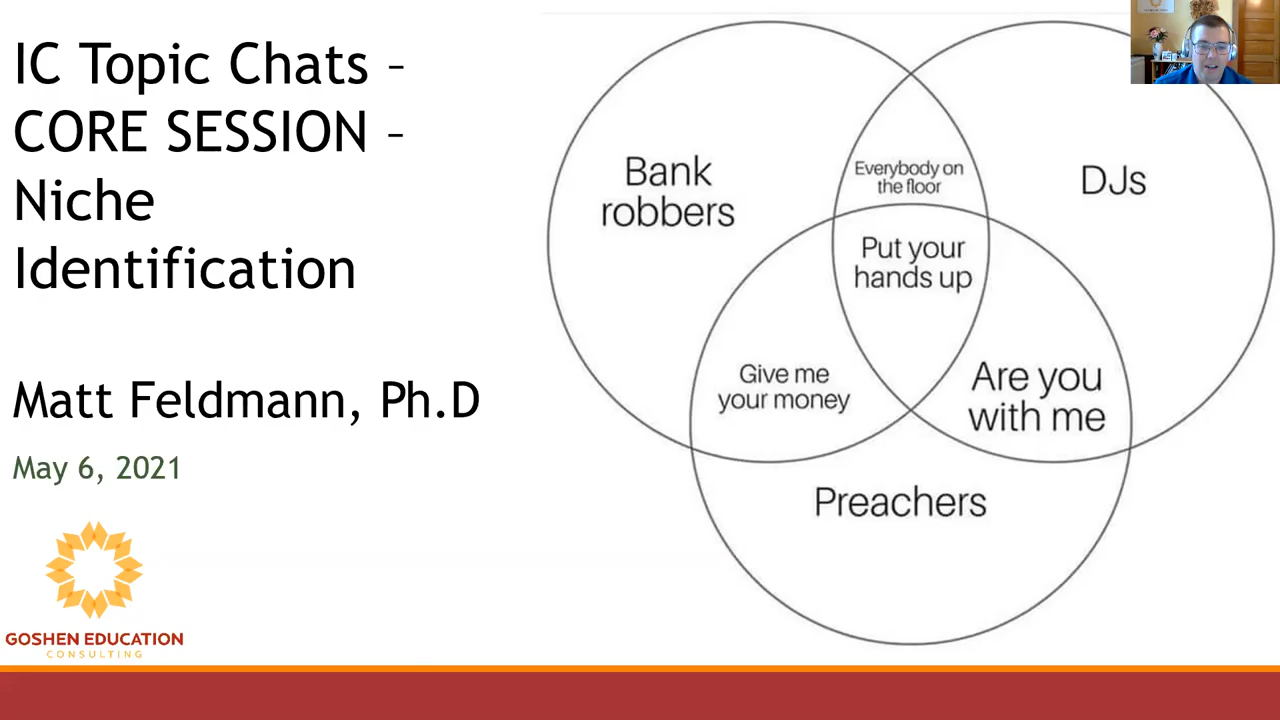 IC Topic Chats –
CORE SESSION –
Niche
Identification
Matt Feldmann, Ph.D
May 6, 2021
GOSHEN EDUCATION
CONSULTING
Bank
robbers
Everybody on
the floor
DJs
Put your
hands up
Give me
your money
Are you
with me
Preachers